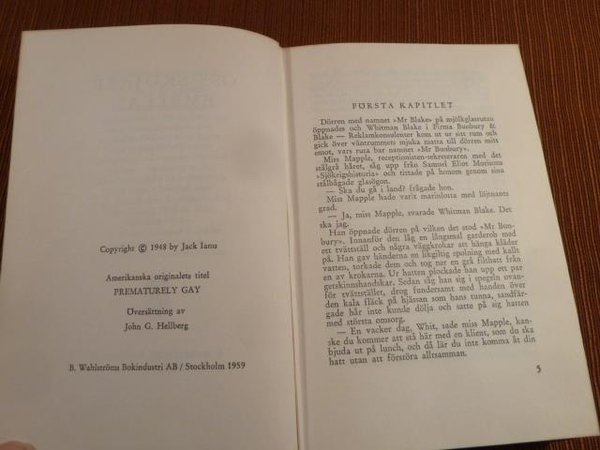 Copyright © 1948 by Jack Ianu
Amerikanska originalets titel
PREMATURELY GAY
Översättning av
John G. Hellberg
B. Wahlströms Bokindustri AB / Stockholm 1959
FÖRSTA KAPITLET
Dörren med namnet »Mr Blake» på mjölkglasrutan
öppnades och Whitman Blake i Firma Bunbury &
Blake — Reklamkonsulenter kom ut ur sitt rum och
gick över väntrummets mjuka matta till dörren mitt
emot, vars ruta bar namnet »Mr Bunbury».
Miss Mapple, receptionisten-sekreteraren med det
stålgrå håret, såg upp från Samuel Eliot Morisons
»Sjökrigshistoria» och tittade på honom genom sina
stålbågade glasögon.
— Ska du gå i land? frågade hon.
Miss Mapple hade varit marinlotta med löjtnants
grad.
— Ja, miss Mapple, svarade Whitman Blake. Det
ska jag.
Han öppnade dörren på vilken det stod »Mr Bun-
bury». Innanför den låg en långsmal garderob med
ett tvättställ och några väggkrokar att hänga kläder
på. Han gav händerna en likgiltig spolning med kallt
vatten, torkade dem och tog ner en grå filthatt från
en av krokarna. Ur hatten plockade han upp ett par
getskinnshandskar. Sedan såg han sig i spegeln ovan-
för tvättstället, drog fundersamt med handen över
den kala fläck på hjässan som hans tunna, sandfär-
gade hår inte kunde dölja och satte på sig hatten
med största omsorg.
— En vacker dag, Whit, sade miss Mapple, kan-
ske du kommer att stå här med en klient, som du ska
bjuda ut på lunch, och då lär du inte komma åt din
hatt utan att förstöra alltsamman.
5